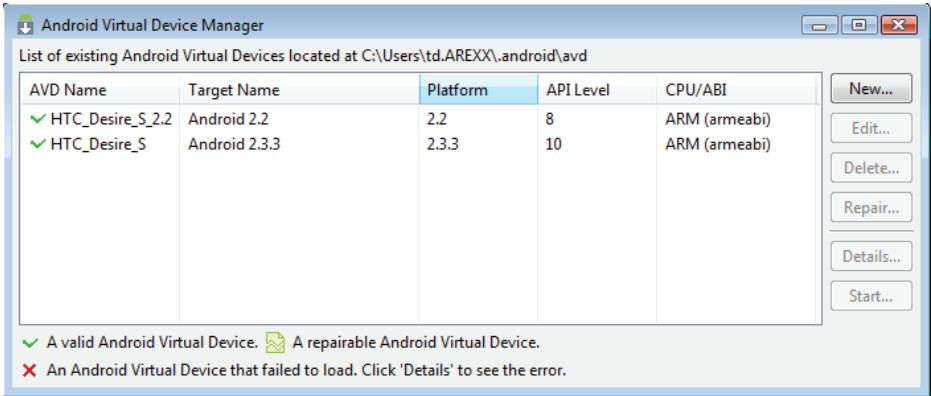 Android Virtual Device Manager
List of existing Android Virtual Devices located at C:\Users\td.AREXX\.android\avd
AVD Name Target Name Platform API Level CPU/ABI New...
HTC_Desire_S_2.2 Android 2.2 2.2 8 ARM (armeabi) Edit...
HTC_Desire_S Android 2.3.3 2.3.3 10 ARM (armeabi)
Delete...
Repair...
Details...
Start...
A valid Android Virtual Device. A repairable Android Virtual Device.
An Android Virtual Device that failed to load. Click 'Details' to see the error.